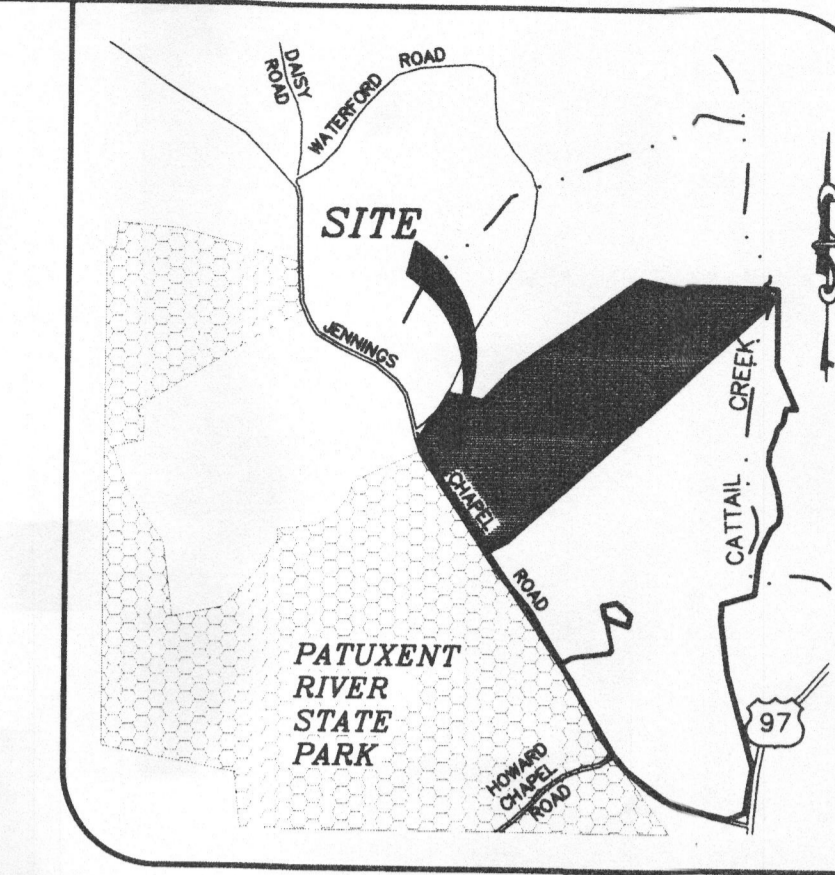 DAISY
ROAD
WATERFORD ROAD
SITE
JENNINGS
CHAPEL
ROAD
CREEK
CATTAIL
PATUXENT
RIVER
STATE
PARK
HOWARD
CHAPEL
ROAD
97